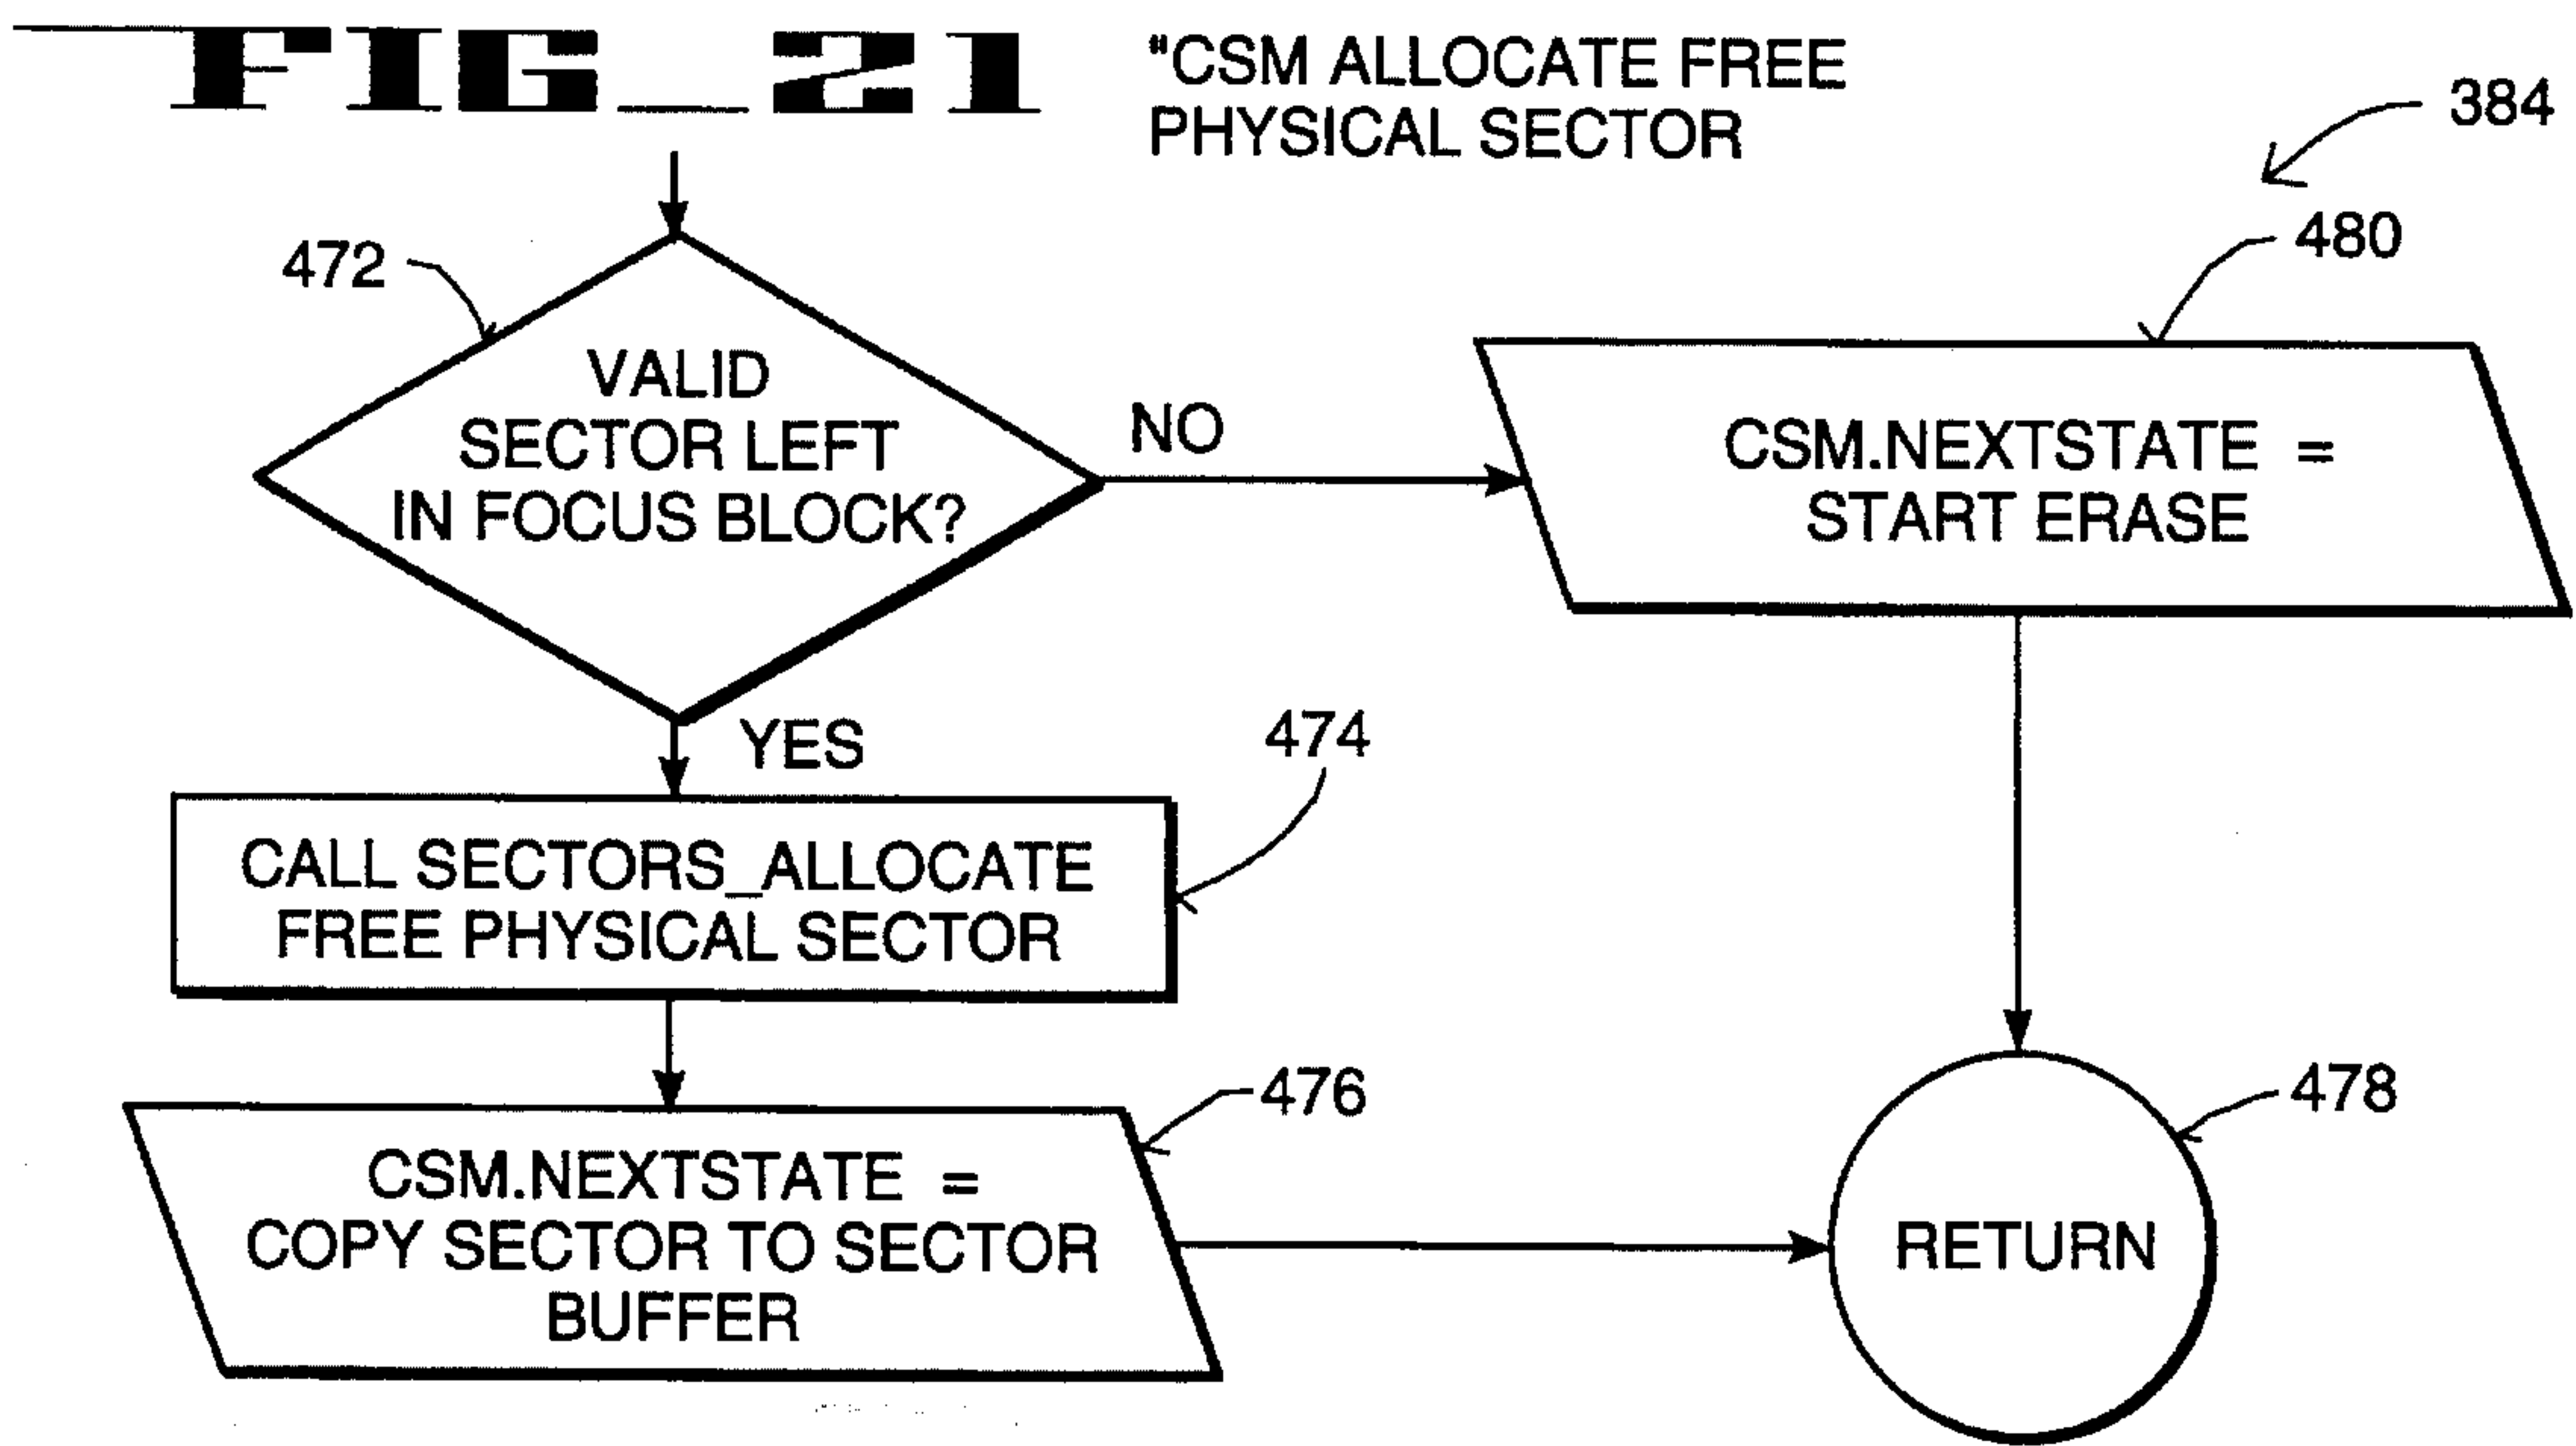 FIG_21
"CSM ALLOCATE FREE
PHYSICAL SECTOR
384
472
480
VALID
SECTOR LEFT
IN FOCUS BLOCK?
NO
CSM.NEXTSTATE =
START ERASE
YES
474
CALL SECTORS_ALLOCATE
FREE PHYSICAL SECTOR
476
CSM.NEXTSTATE =
COPY SECTOR TO SECTOR
BUFFER
478
RETURN